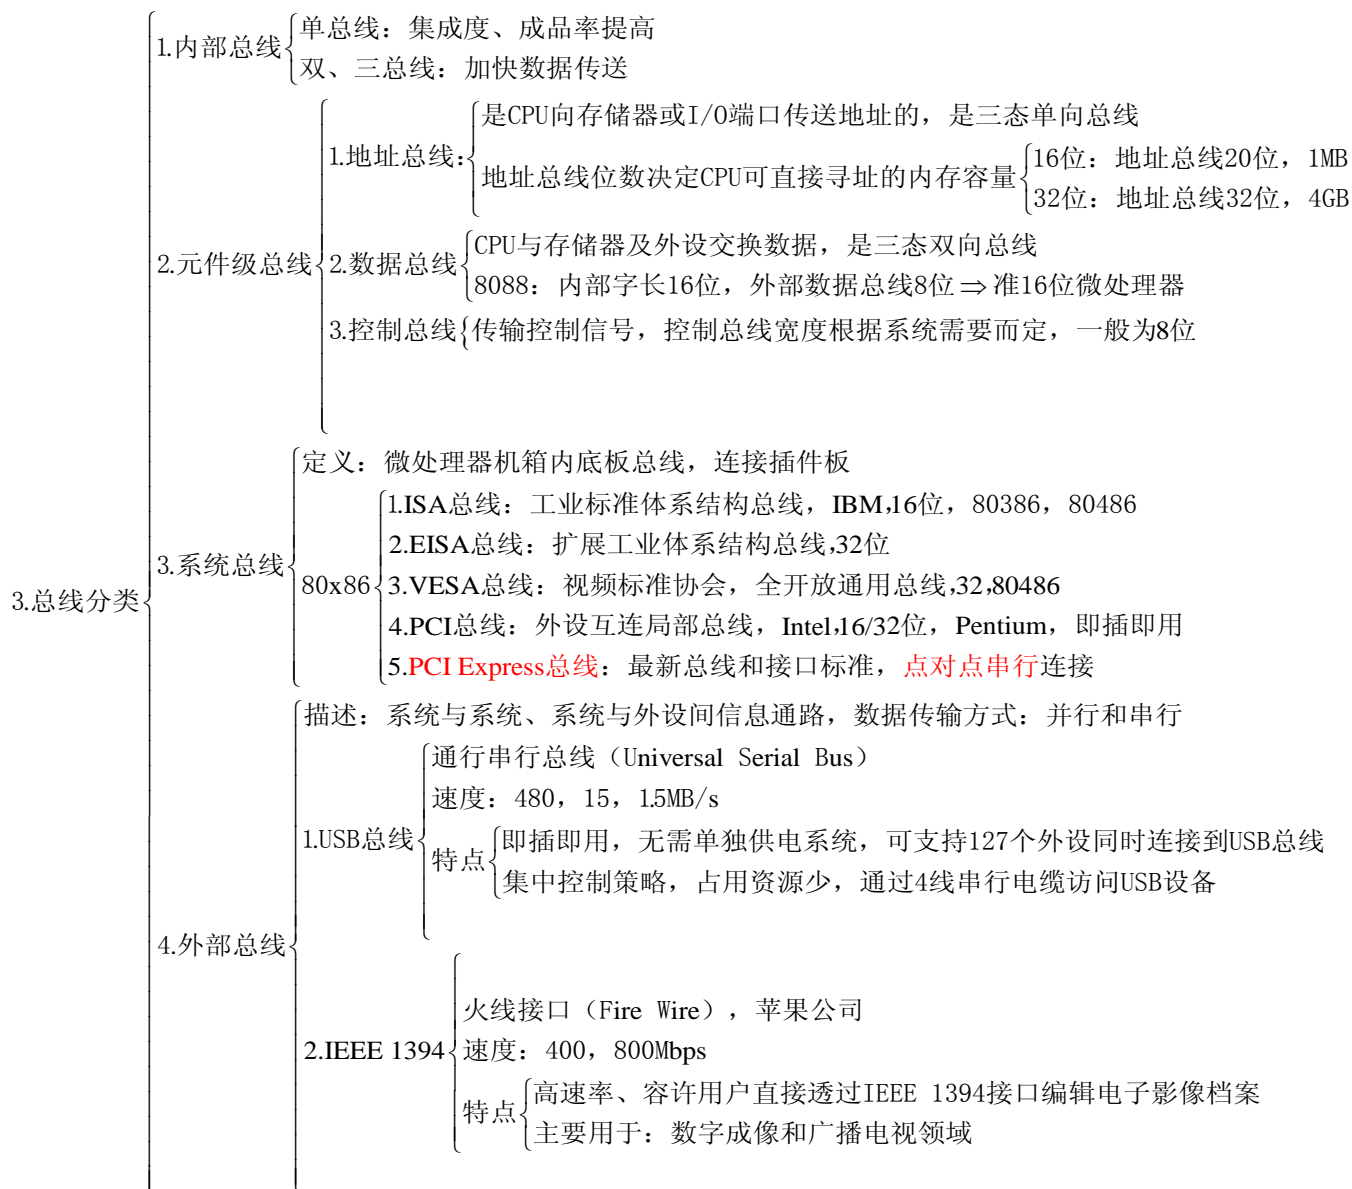 1.内部总线
单总线：集成度、成品率提高
双、三总线：加快数据传送
是CPU向存储器或I/O端口传送地址的，是三态单向总线
1.地址总线：
地址总线位数决定CPU可直接寻址的内存容量
16位：地址总线20位，1MB
32位：地址总线32位，4GB
2.元件级总线
2.数据总线
CPU与存储器及外设交换数据，是三态双向总线
8088：内部字长16位，外部数据总线8位⇒准16位微处理器
3.控制总线
传输控制信号，控制总线宽度根据系统需要而定，一般为8位
定义：微处理器机箱内底板总线，连接插件板
3.总线分类
3.系统总线
80x86
1.ISA总线：工业标准体系结构总线，IBM,16位，80386，80486
2.EISA总线：扩展工业体系结构总线,32位
3.VESA总线：视频标准协会，全开放通用总线,32,80486
4.PCI总线：外设互连局部总线，Intel,16/32位，Pentium，即插即用
5.PCI Express总线：最新总线和接口标准，点对点串行连接
描述：系统与系统、系统与外设间信息通路，数据传输方式：并行和串行
通行串行总线（Universal Serial Bus）
速度：480，15，1.5MB/s
1.USB总线
特点
即插即用，无需单独供电系统，可支持127个外设同时连接到USB总线
集中控制策略，占用资源少，通过4线串行电缆访问USB设备
4.外部总线
火线接口（Fire Wire），苹果公司
2.IEEE 1394
速度：400，800Mbps
特点
高速率、容许用户直接透过IEEE 1394接口编辑电子影像档案
主要用于：数字成像和广播电视领域